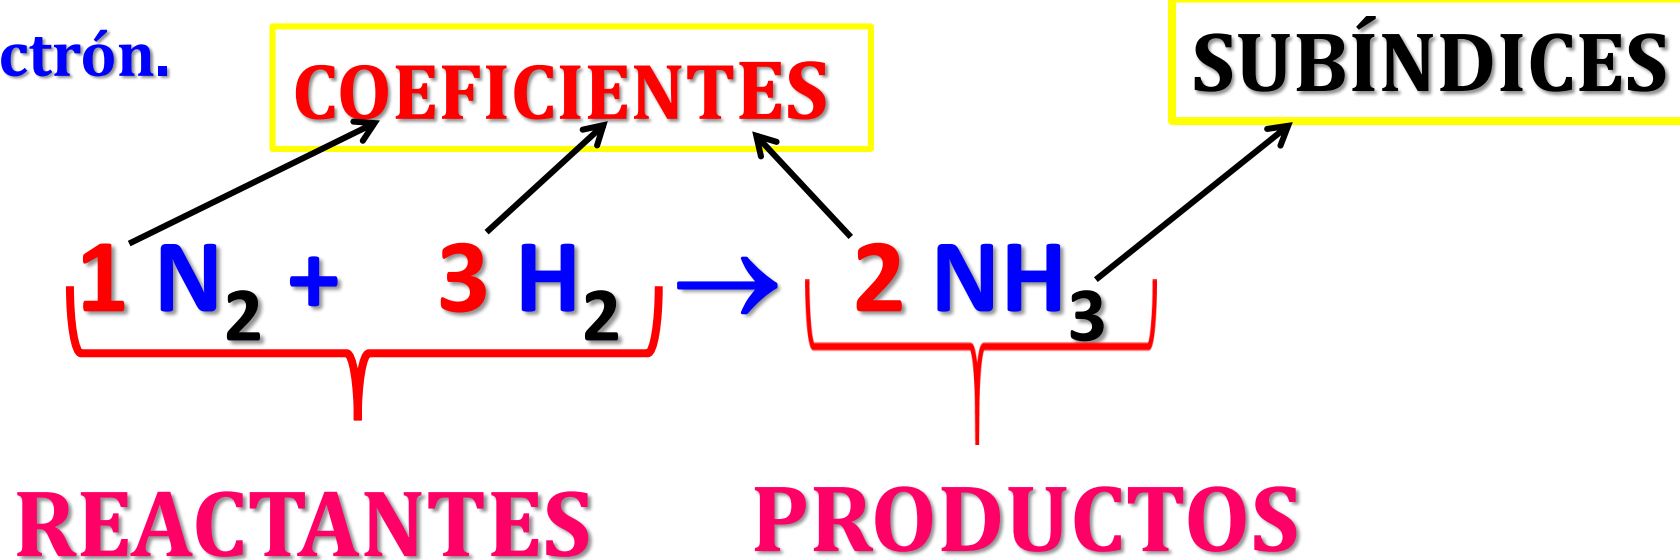 ctrón.
COEFICIENTES
SUBÍNDICES
1 N₂ + 3 H₂ → 2 NH₃
REACTANTES
PRODUCTOS